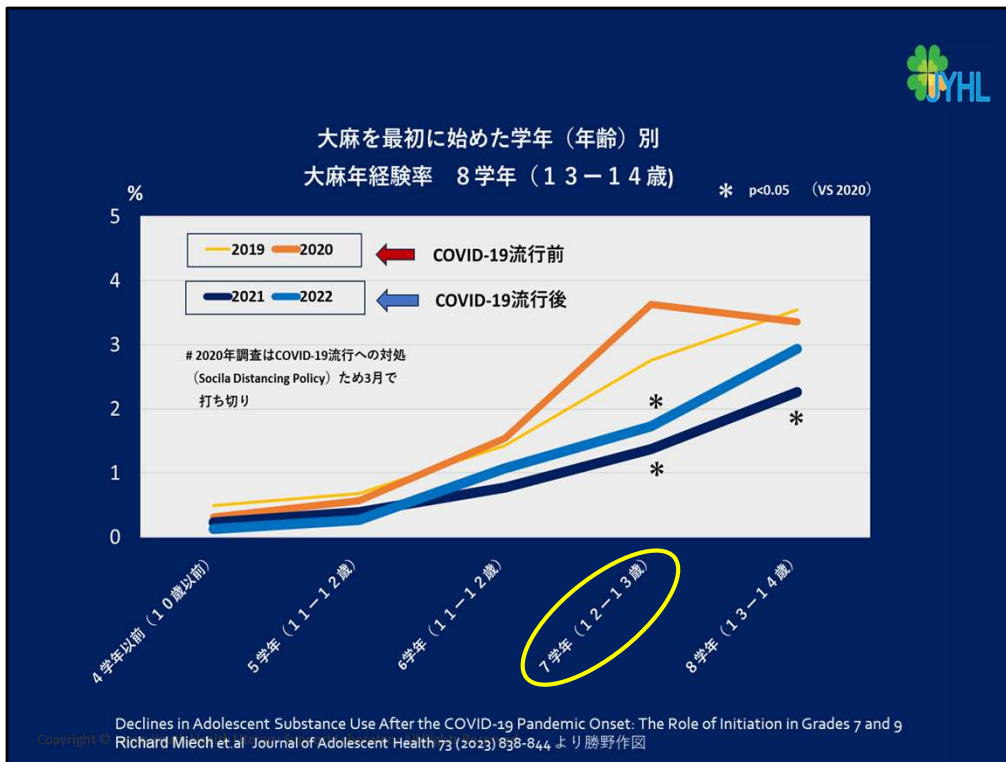 JYHL
大麻を最初に始めた学年（年齢）別
大麻年経験率　８学年（１３－１４歳)
* p<0.05 （VS 2020）
%
5
4
3
2
1
0
2019 2020
COVID-19流行前
2021 2022
COVID-19流行後
# 2020年調査はCOVID-19流行への対処
（Socila Distancing Policy）ため3月で
打ち切り
*
*
*
４学年以前（１０歳以前）
５学年（１１－１２歳）
6学年（１１－１２歳）
７学年（１２－１３歳）
８学年（１３－１４歳）
Declines in Adolescent Substance Use After the COVID-19 Pandemic Onset: The Role of Initiation in Grades 7 and 9
Copyright ©
Richard Miech et.al Journal of Adolescent Health 73 (2023) 838-844 より勝野作図